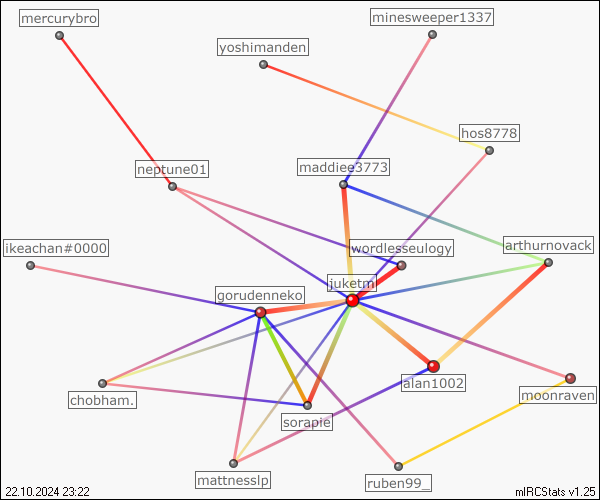 mercurybro
minesweeper1337
yoshimanden
hos8778
neptune01
maddiee3773
ikeachan#0000
wordlesseulogy
arthurnovack
juketm
gorudenneko
alan1002
chobham.
moonraven
sorapie
mattnesslp
ruben99_
22.10.2024 23:22
mIRCStats v1.25